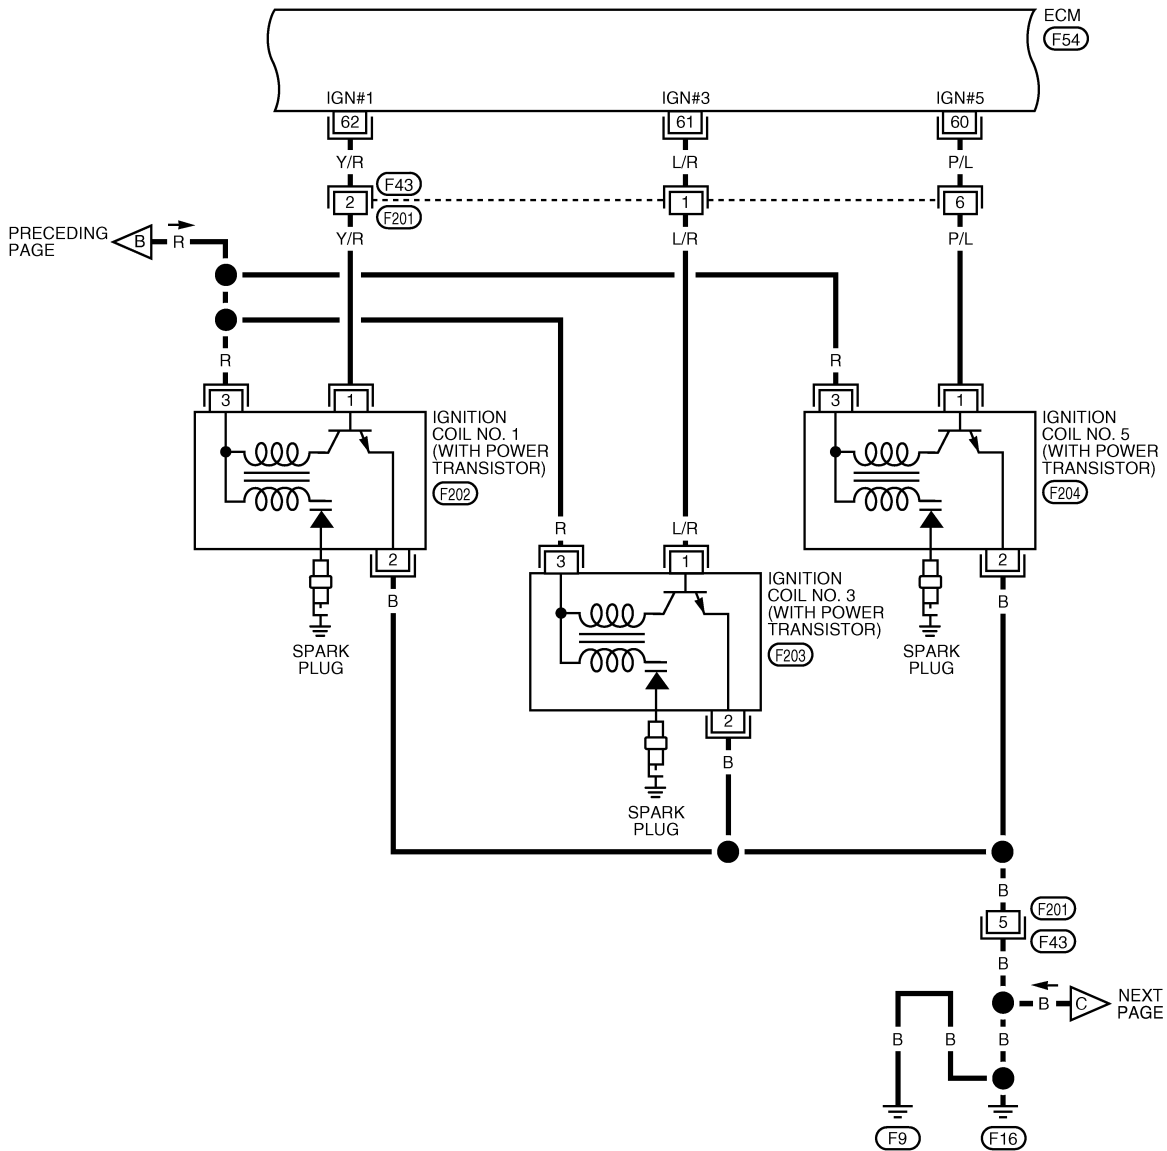 ECM
F54
IGN#1
IGN#3
IGN#5
62
61
60
Y/R
L/R
P/L
F43
2
1
6
F201
Y/R
L/R
P/L
PRECEDING
PAGE
B
R
R
R
3
1
3
1
IGNITION
COIL NO. 1
(WITH POWER
TRANSISTOR)
F202
IGNITION
COIL NO. 5
(WITH POWER
TRANSISTOR)
F204
R
L/R
2
3
1
2
B
B
IGNITION
COIL NO. 3
(WITH POWER
TRANSISTOR)
F203
SPARK
PLUG
SPARK
PLUG
2
B
SPARK
PLUG
B
F201
5
F43
B
B
C
NEXT
PAGE
B
B
B
F9
F16